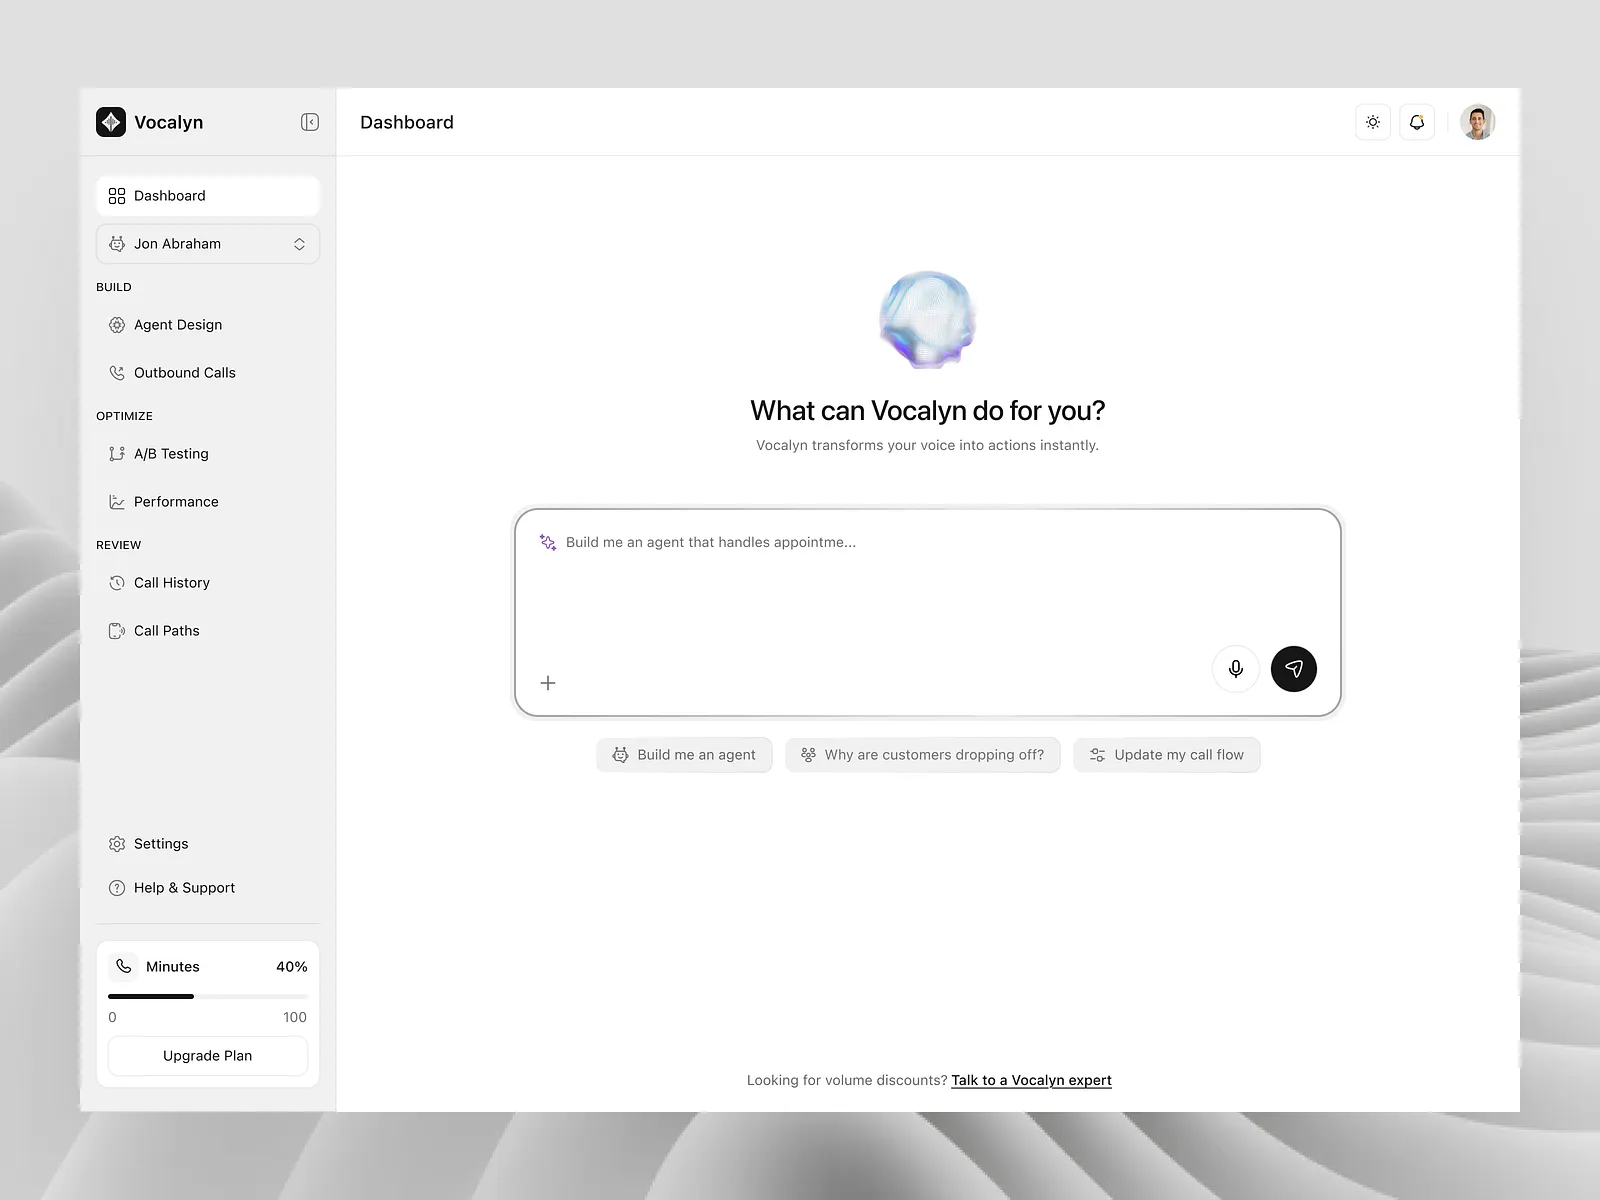 Vocalyn
Dashboard
Dashboard
Jon Abraham
BUILD
Agent Design
Outbound Calls
OPTIMIZE
A/B Testing
Performance
REVIEW
Call History
Call Paths
Settings
Help & Support
Minutes 40%
0 100
Upgrade Plan
What can Vocalyn do for you?
Vocalyn transforms your voice into actions instantly.
Build me an agent that handles appointme...
Build me an agent
Why are customers dropping off?
Update my call flow
Looking for volume discounts? Talk to a Vocalyn expert